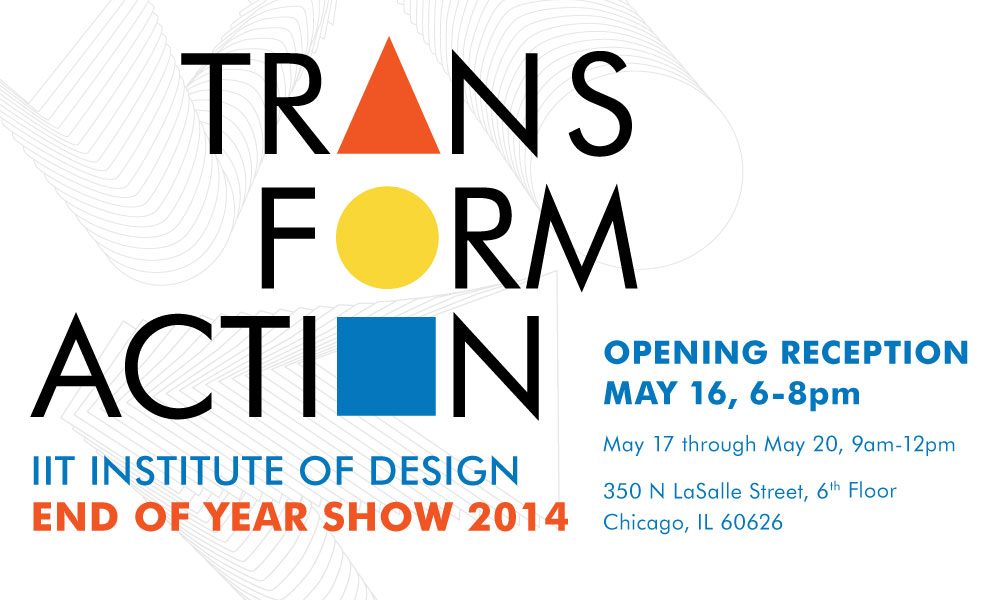 TRANS
FORM
ACTION
IIT INSTITUTE OF DESIGN
END OF YEAR SHOW 2014
OPENING RECEPTION
MAY 16, 6-8pm
May 17 through May 20, 9am-12pm
350 N LaSalle Street, 6th Floor
Chicago, IL 60626